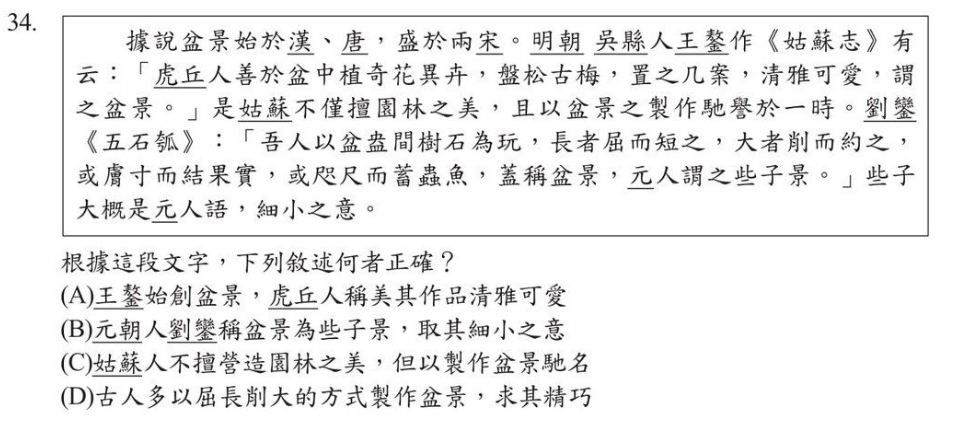 34.
據說盆景始於漢、唐，盛於兩宋。明朝 吳縣人王鏊作《姑蘇志》有
云：「虎丘人善於盆中植奇花異卉，盤松古梅，置之几案，清雅可愛，謂
之盆景。」是姑蘇不僅擅園林之美，且以盆景之製作馳譽於一時。劉鑾
《五石瓠》：「吾人以盆盎間樹石為玩，長者屈而短之，大者削而約之，
或膚寸而結果實，或咫尺而蓄蟲魚，蓋稱盆景，元人謂之些子景。」些子
大概是元人語，細小之意。
根據這段文字，下列敘述何者正確？
(A)王鏊始創盆景，虎丘人稱美其作品清雅可愛
(B)元朝人劉鑾稱盆景為些子景，取其細小之意
(C)姑蘇人不擅營造園林之美，但以製作盆景馳名
(D)古人多以屈長削大的方式製作盆景，求其精巧